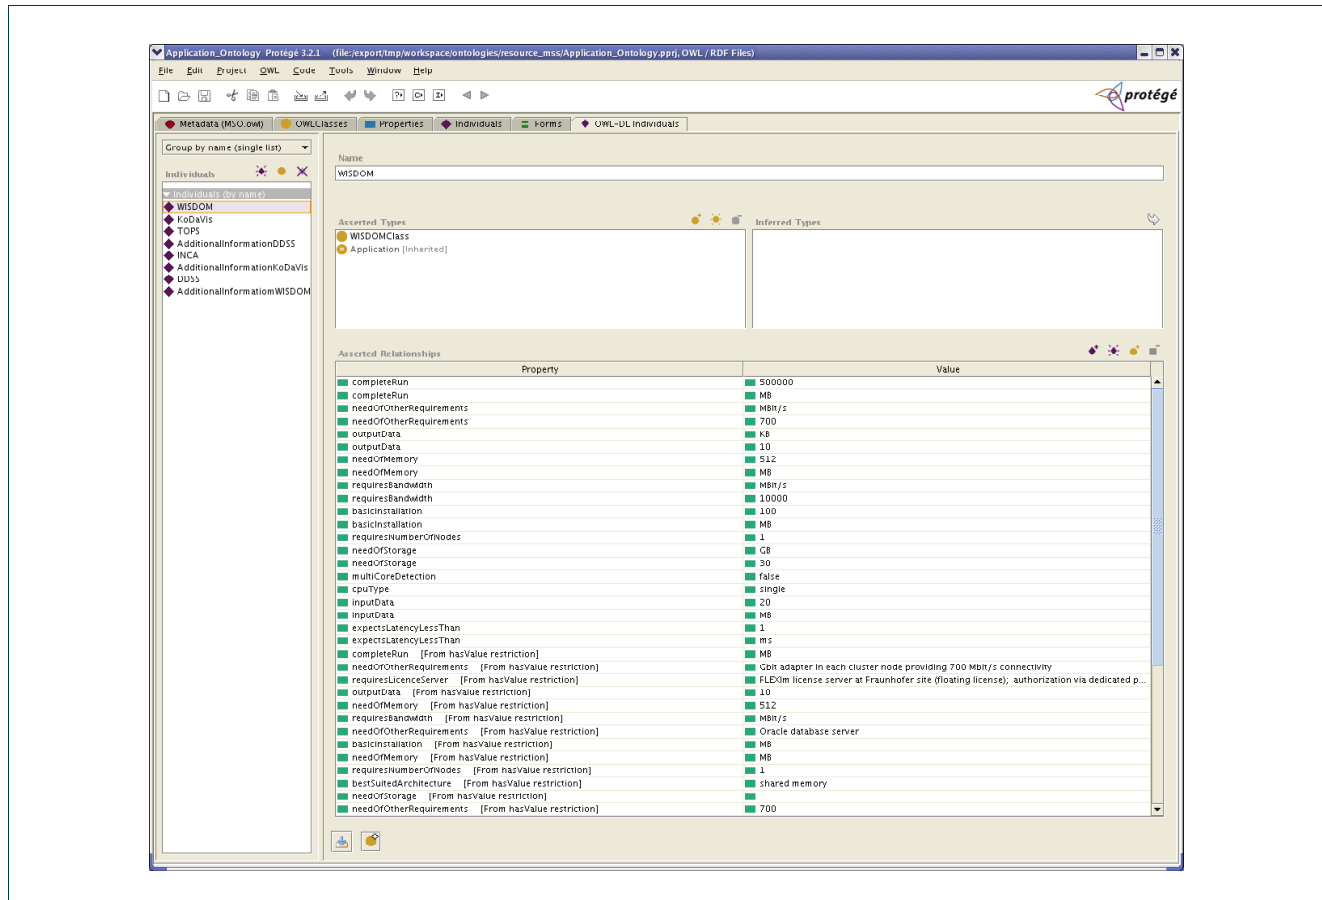 Application_Ontology Protégé 3.2.1 (file:/export/tmp/workspace/ontologies/resource_mss/Application_Ontology.pprj, OWL / RDF Files)
File Edit Project OWL Code Tools Window Help
protégé
Metadata (MSO.owl) OWLClasses Properties Individuals Forms OWL-DL Individuals
Group by name (single list)
Individuals
Individuals (by name)
WISDOM
KoDaVis
TOPS
AdditionalInformationDDSS
INCA
AdditionalInformationKoDaVis
DDSS
AdditionalInformatiomWISDOM
Name
WISDOM
Asserted Types
WISDOMClass
Application [Inherited]
Inferred Types
Asserted Relationships
Property Value
completeRun 500000
completeRun MB
needOfOtherRequirements MBit/s
needOfOtherRequirements 700
outputData KB
outputData 10
needOfMemory 512
needOfMemory MB
requiresBandwidth MBit/s
requiresBandwidth 10000
basicInstallation 100
basicInstallation MB
requiresNumberOfNodes 1
needOfStorage GB
needOfStorage 30
multiCoreDetection false
cpuType single
inputData 20
inputData MB
expectsLatencyLessThan 1
expectsLatencyLessThan ms
completeRun [From hasValue restriction] MB
needOfOtherRequirements [From hasValue restriction] Gbit adapter in each cluster node providing 700 Mbit/s connectivity
requiresLicenceServer [From hasValue restriction] FLEXlm license server at Fraunhofer site (floating license); authorization via dedicated p...
outputData [From hasValue restriction] 10
needOfMemory [From hasValue restriction] 512
requiresBandwidth [From hasValue restriction] MBit/s
needOfOtherRequirements [From hasValue restriction] Oracle database server
basicInstallation [From hasValue restriction] MB
needOfMemory [From hasValue restriction] MB
requiresNumberOfNodes [From hasValue restriction] 1
bestSuitedArchitecture [From hasValue restriction] shared memory
needOfStorage [From hasValue restriction]
needOfOtherRequirements [From hasValue restriction] 700